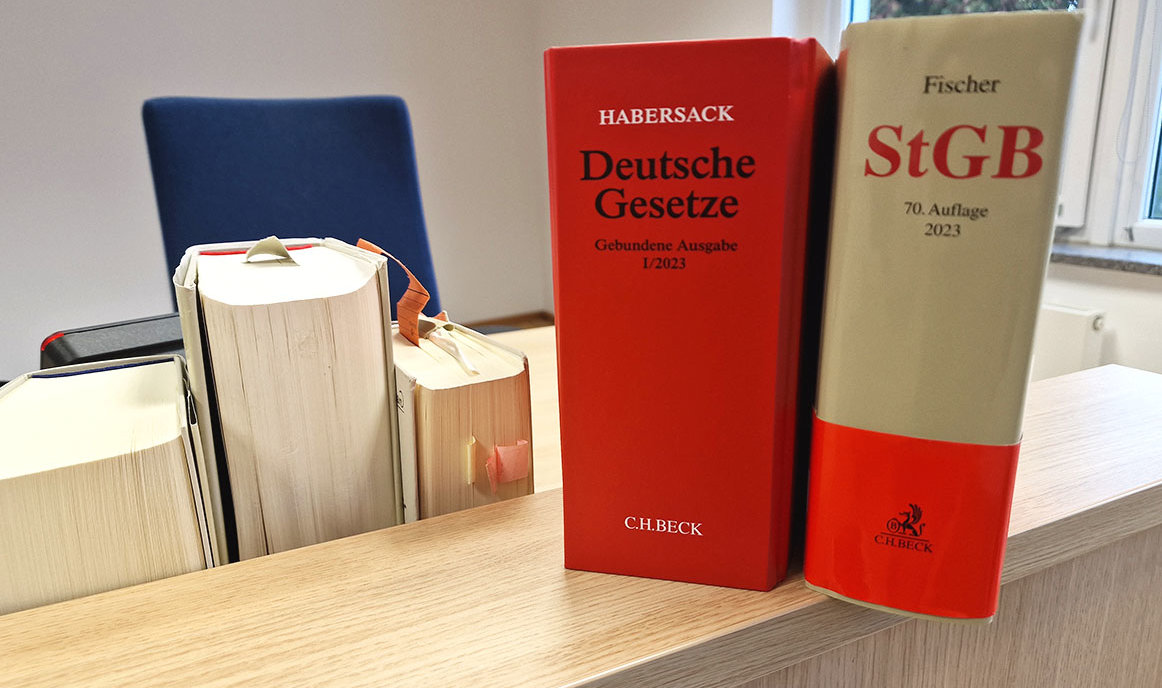 HABERSACK
Deutsche
Gesetze
Gebundene Ausgabe
I/2023
C.H.BECK
Fischer
StGB
70. Auflage
2023
B
C.H.BECK